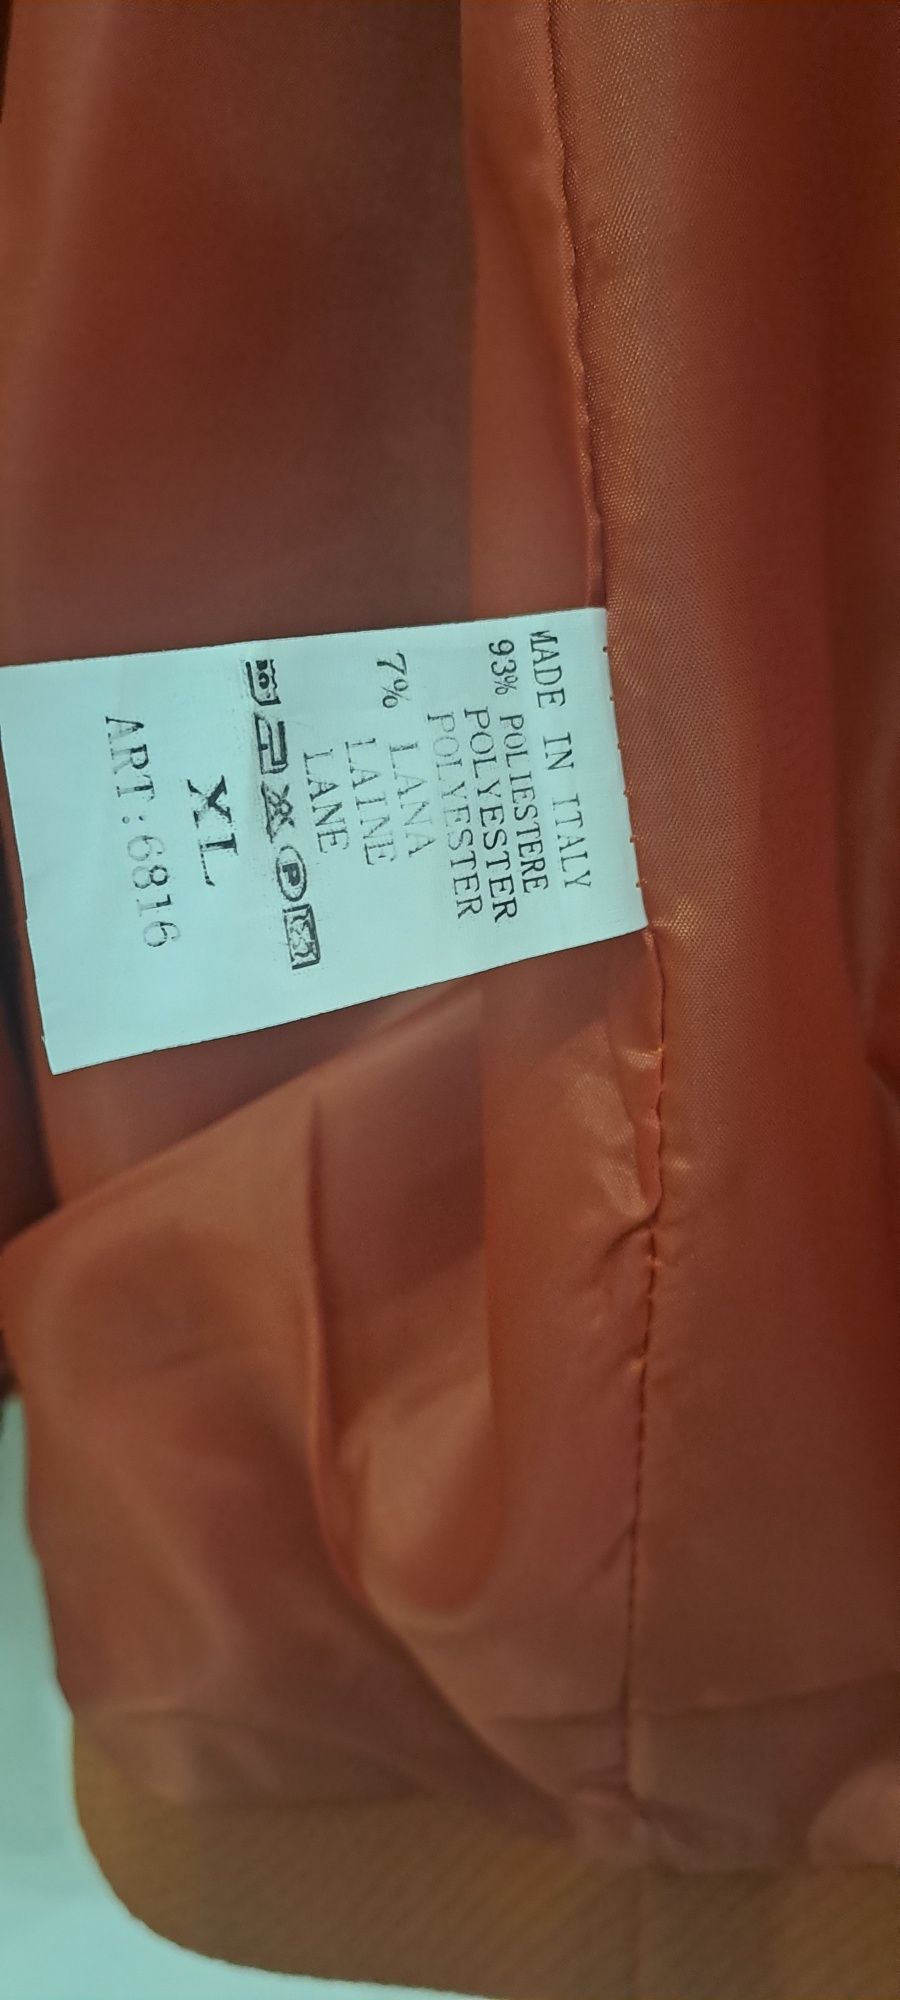 MADE IN ITALY
93% POLIESTERE
POLYESTER
POLYESTER
7% LANA
LAINE
LANE
XL
ART:6816